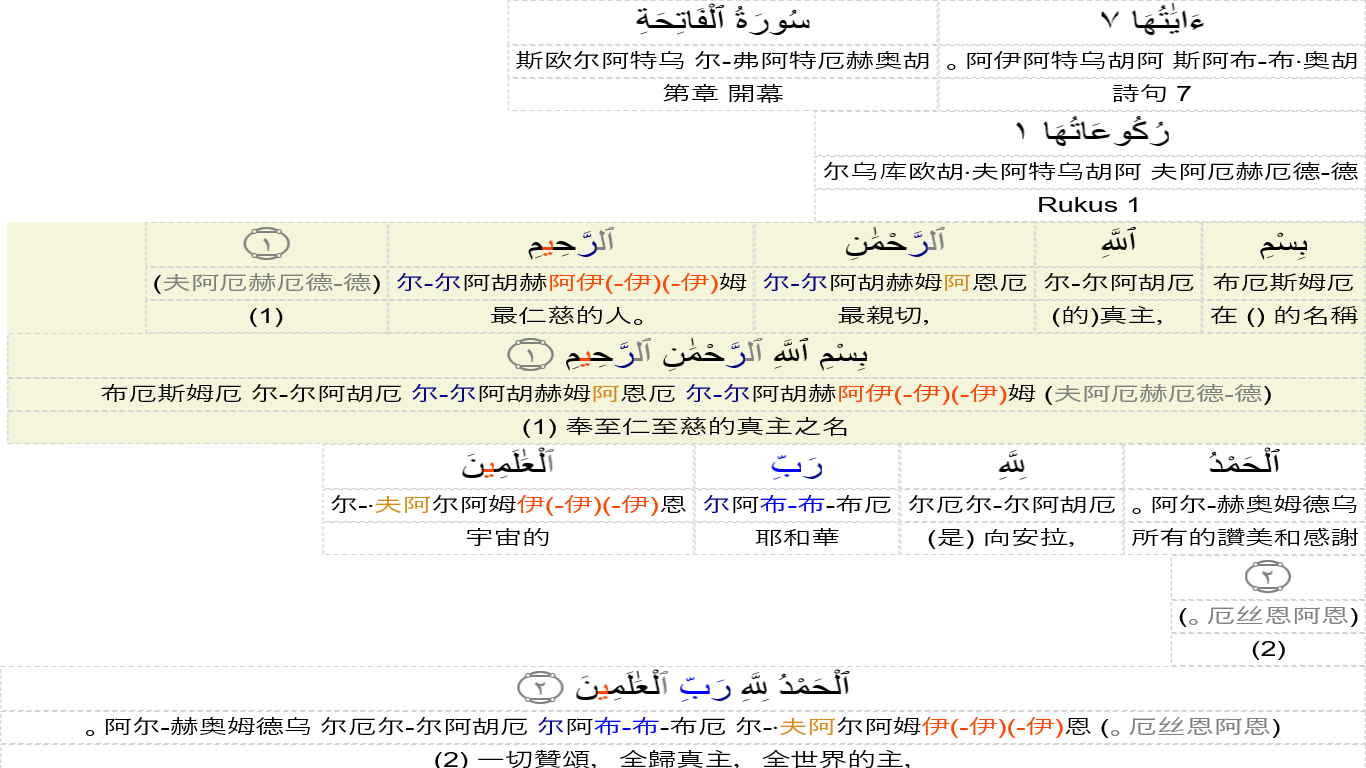 سُورَةُ ٱلْفَاتِحَةِ ءَايَٰتُهَا ٧
斯欧尔阿特乌 尔-弗阿特厄赫奥胡 。阿伊阿特乌胡阿 斯阿布-布·奥胡
第章 開幕 詩句 7
رُكُوعَاتُهَا ١
尔乌库欧胡·夫阿特乌胡阿 夫阿厄赫厄德-德
Rukus 1
بِسْمِ ٱللَّهِ ٱلرَّحْمَٰنِ ٱلرَّحِيمِ ١
(夫阿厄赫厄德-德) 尔-尔阿胡赫阿伊(-伊)(-伊)姆 尔-尔阿胡赫姆阿恩厄 尔-尔阿胡厄 布厄斯姆厄
(1) 最仁慈的人。 最親切, (的)真主, 在 () 的名稱
بِسْمِ ٱللَّهِ ٱلرَّحْمَٰنِ ٱلرَّحِيمِ ١
布厄斯姆厄 尔-尔阿胡厄 尔-尔阿胡赫姆阿恩厄 尔-尔阿胡赫阿伊(-伊)(-伊)姆 (夫阿厄赫厄德-德)
(1) 奉至仁至慈的真主之名
ٱلْحَمْدُ لِلَّهِ رَبِّ ٱلْعَٰلَمِينَ
尔-·夫阿尔阿姆伊(-伊)(-伊)恩 尔阿布-布-布厄 尔厄尔-尔阿胡厄 。阿尔-赫奥姆德乌
宇宙的 耶和華 (是) 向安拉, 所有的讚美和感謝
٢
(。厄丝恩阿恩)
(2)
ٱلْحَمْدُ لِلَّهِ رَبِّ ٱلْعَٰلَمِينَ ٢
。阿尔-赫奥姆德乌 尔厄尔-尔阿胡厄 尔阿布-布-布厄 尔-·夫阿尔阿姆伊(-伊)(-伊)恩 (。厄丝恩阿恩)
(2) 一切贊頌, 全歸真主, 全世界的主,